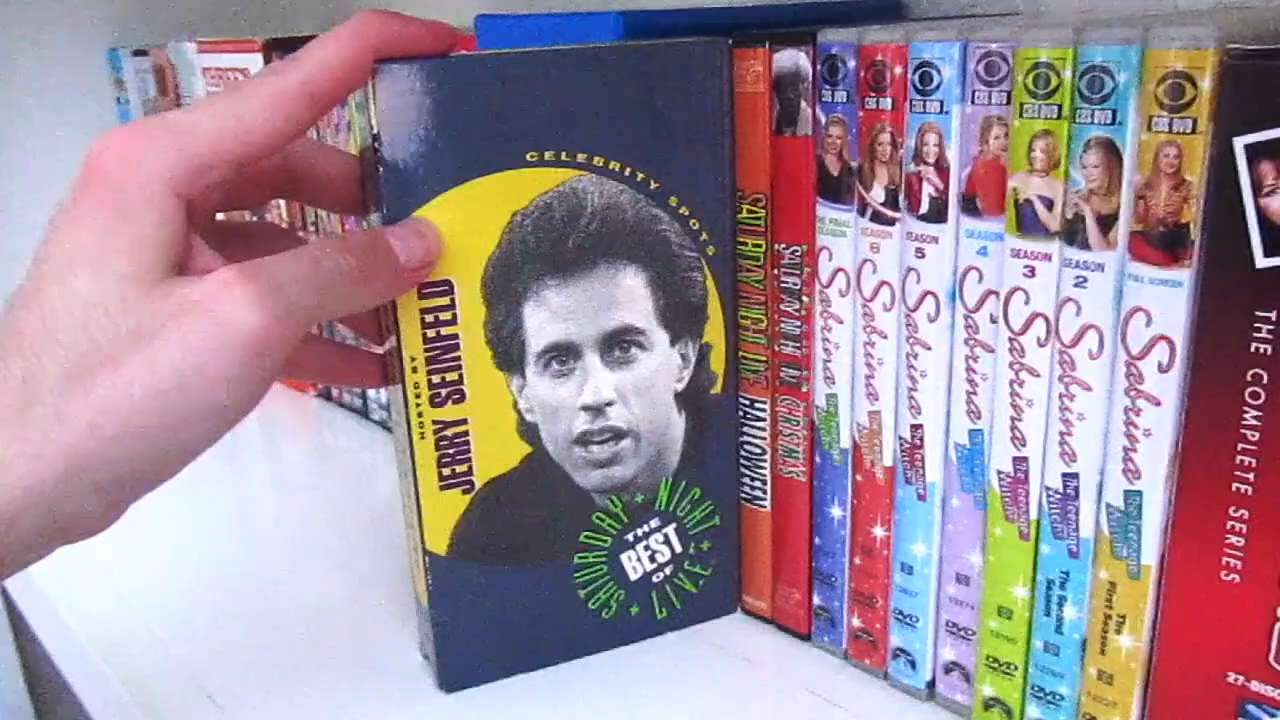 CELEBRITY SPOTS
HOSTED BY
JERRY SEINFELD
THE
BEST
OF
SATURDAY NIGHT LIVE
SATURDAY NIGHT LIVE HALLOWEEN
SATURDAY NIGHT LIVE CHRISTMAS
CBS DVD
THE FINAL SEASON
Sabrina
The Teenage Witch
CBS DVD
SEASON
6
Sabrina
The Teenage Witch
CBS DVD
SEASON
5
Sabrina
The Teenage Witch
DVD
CBS DVD
SEASON
4
Sabrina
The Teenage Witch
DVD
CBS DVD
SEASON
3
Sabrina
The Teenage Witch
DVD
CBS DVD
SEASON
2
Sabrina
The Teenage Witch
The Second
Season
DVD
CBS DVD
FULL SCREEN
Sabrina
The Teenage Witch
The
First Season
THE COMPLETE SERIES
27-DISC